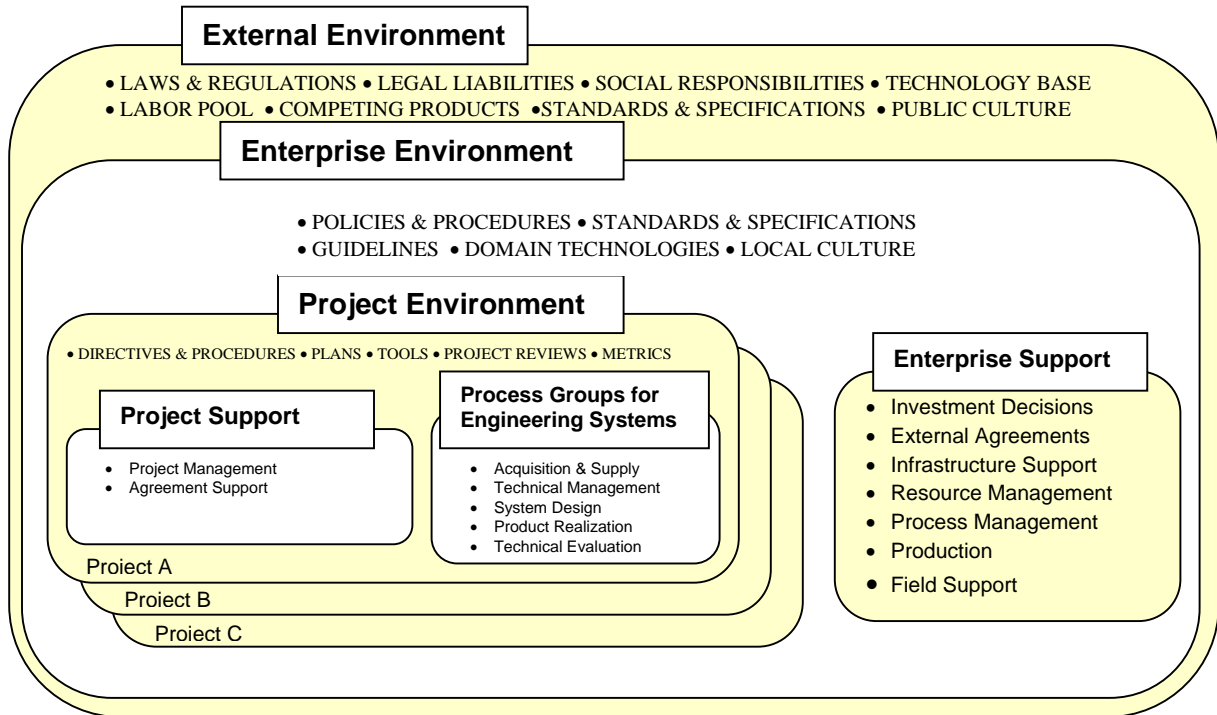 External Environment
• LAWS & REGULATIONS • LEGAL LIABILITIES • SOCIAL RESPONSIBILITIES • TECHNOLOGY BASE
• LABOR POOL • COMPETING PRODUCTS •STANDARDS & SPECIFICATIONS • PUBLIC CULTURE
Enterprise Environment
• POLICIES & PROCEDURES • STANDARDS & SPECIFICATIONS
• GUIDELINES • DOMAIN TECHNOLOGIES • LOCAL CULTURE
Project Environment
• DIRECTIVES & PROCEDURES • PLANS • TOOLS • PROJECT REVIEWS • METRICS
Project Support
• Project Management
• Agreement Support
Process Groups for
Engineering Systems
• Acquisition & Supply
• Technical Management
• System Design
• Product Realization
• Technical Evaluation
Project A
Project B
Project C
Enterprise Support
• Investment Decisions
• External Agreements
• Infrastructure Support
• Resource Management
• Process Management
• Production
• Field Support